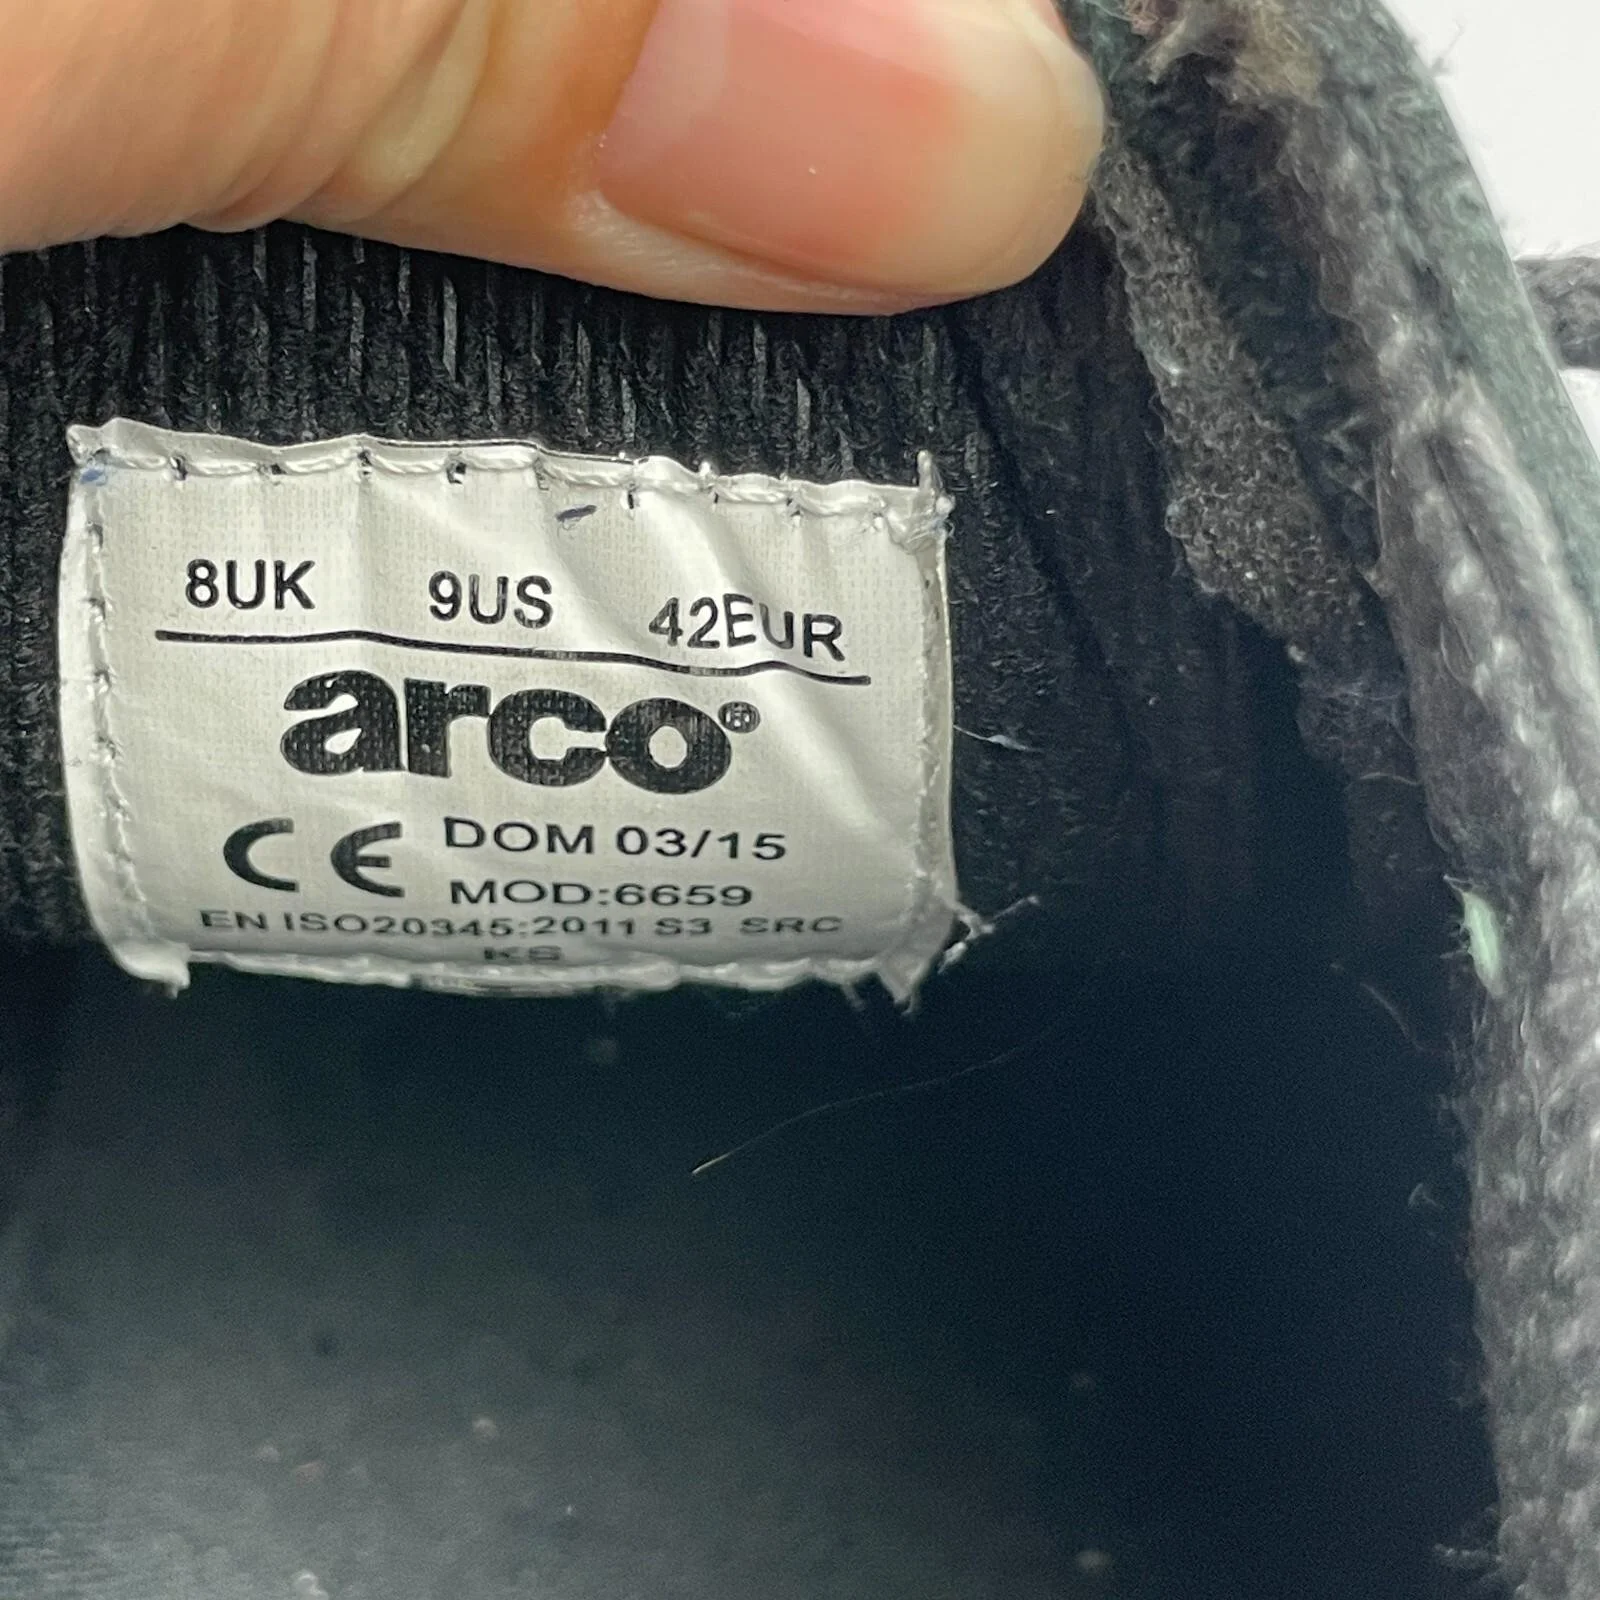 8UK 9US 42EUR
arco®
CE DOM 03/15
MOD:6659
EN ISO20345:2011 S3 SRC
KS